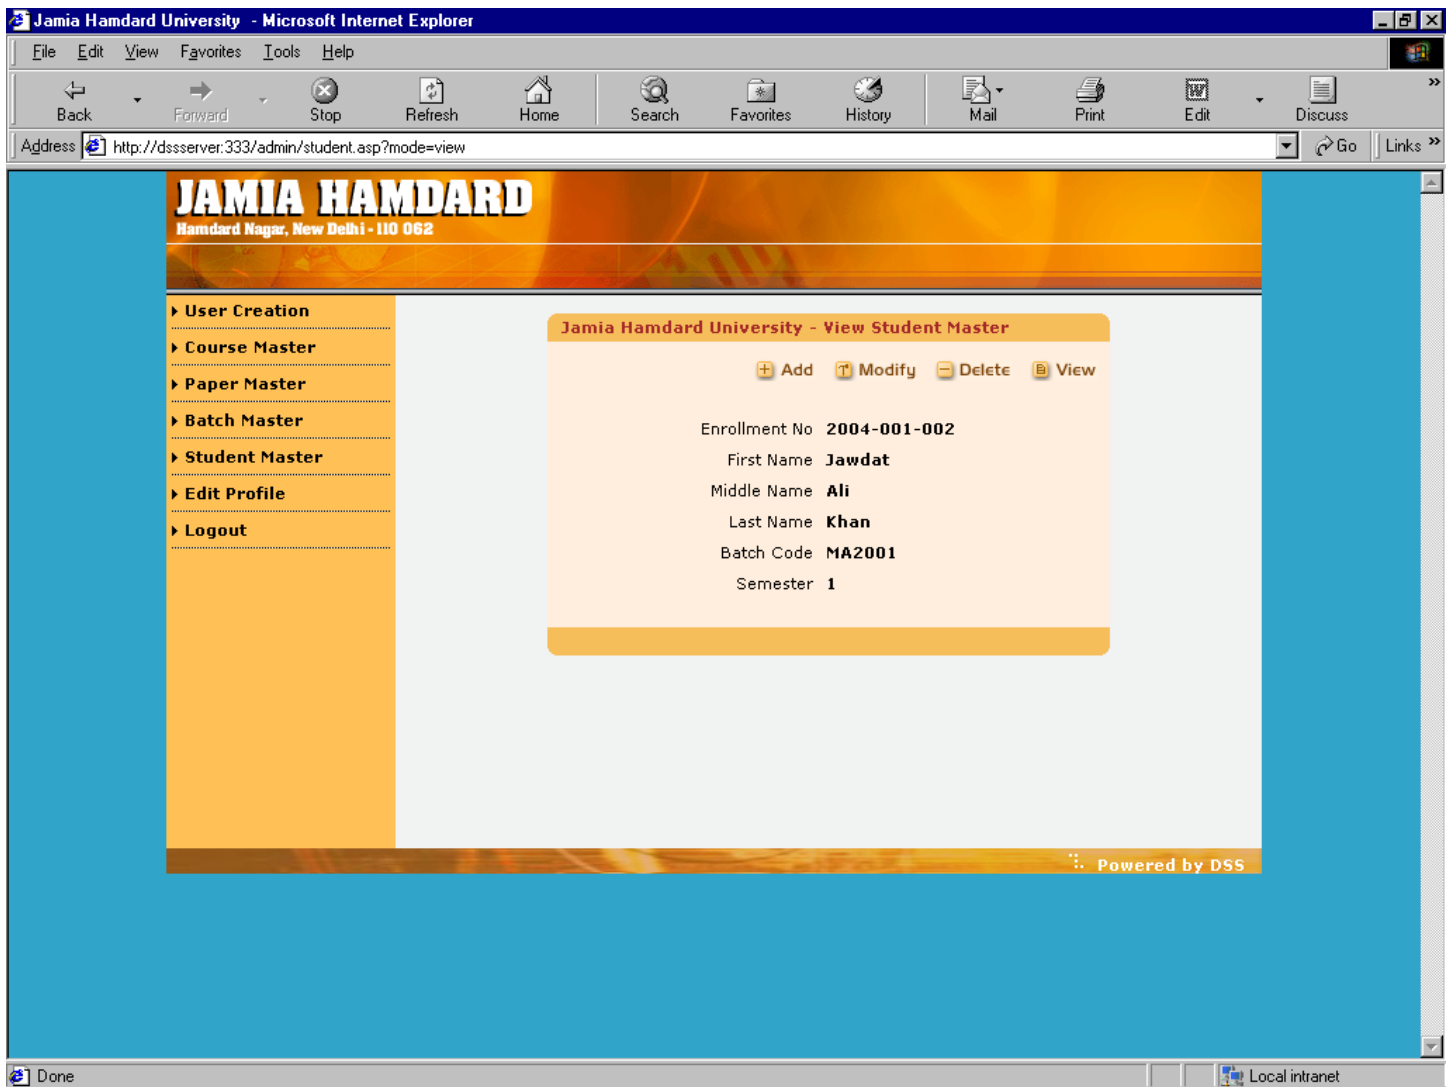 Jamia Hamdard University - Microsoft Internet Explorer
File Edit View Favorites Tools Help
Back Forward Stop Refresh Home Search Favorites History Mail Print Edit Discuss »
Address http://dssserver:333/admin/student.asp?mode=view Go Links »
JAMIA HAMDARD
Hamdard Nagar, New Delhi - 110 062
User Creation
Course Master
Paper Master
Batch Master
Student Master
Edit Profile
Logout
Jamia Hamdard University - View Student Master
Add Modify Delete View
Enrollment No 2004-001-002
First Name Jawdat
Middle Name Ali
Last Name Khan
Batch Code MA2001
Semester 1
Powered by DSS
Done Local intranet